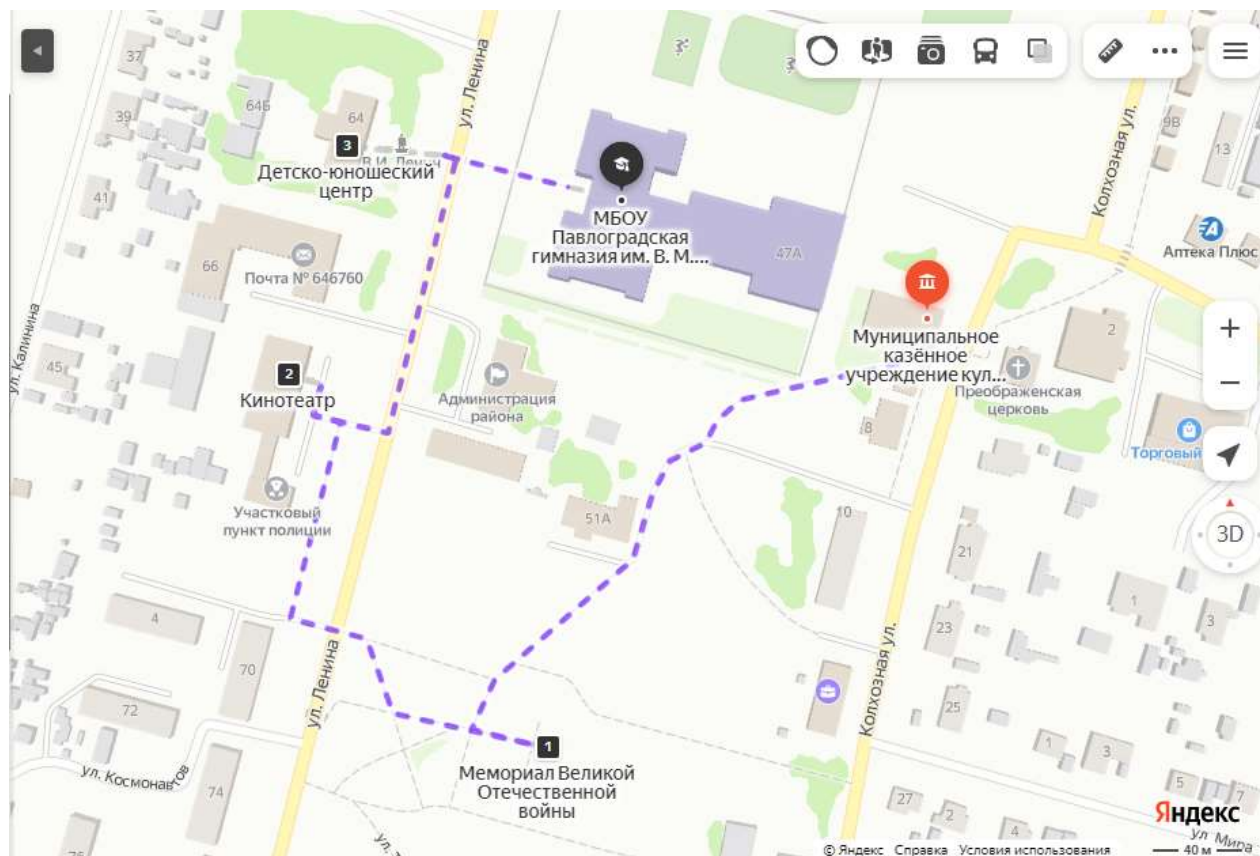 37
ул. Ленина
39
64Б
64
3
В.И. Ленин
Детско-юношеский
центр
41
66
Почта № 646760
МБОУ
Павлоградская
гимназия им. В. М....
47А
9В
13
Колхозная ул.
Аптека Плюс
ул. Калинина
45
2
Кинотеатр
Администрация
района
Муниципальное
казённое
учреждение кул...
Преображенская
церковь
2
8
Торговый
Участковый
пункт полиции
51А
10
21
3D
4
70
ул. Ленина
23
1
3
Колхозная ул.
72
25
1
3
ул. Космонавтов
74
1
Мемориал Великой
Отечественной
войны
27
2
4
5
7
Яндекс
ул Мира
© Яндекс Справка Условия использования
40 м